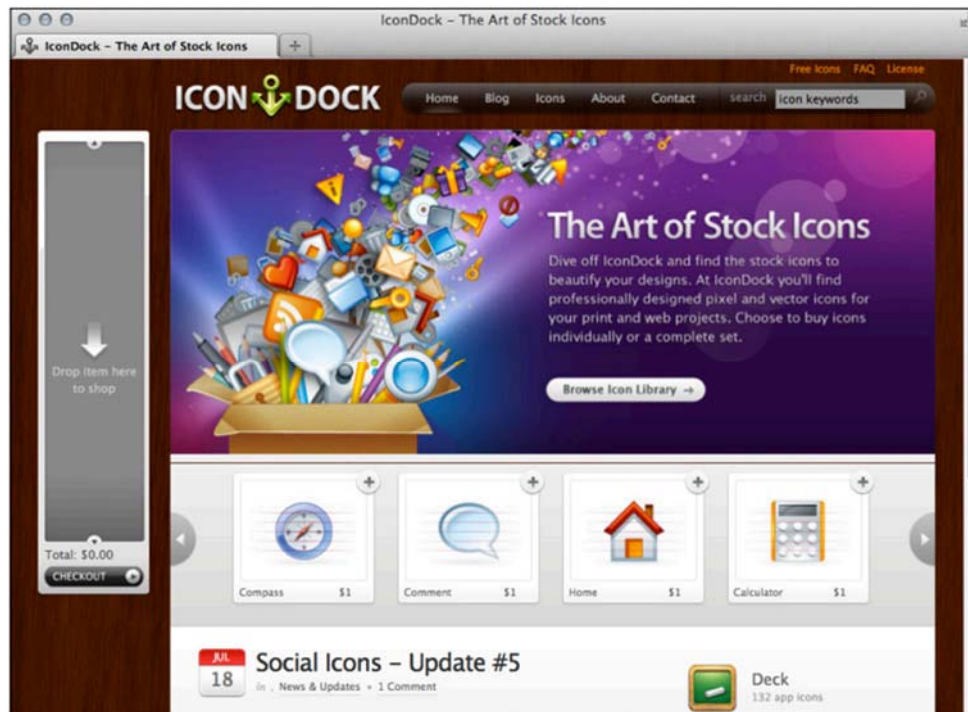 IconDock – The Art of Stock Icons
IconDock – The Art of Stock Icons
Free Icons FAQ License
ICON DOCK
Home Blog Icons About Contact search icon keywords
The Art of Stock Icons
Dive off IconDock and find the stock icons to
beautify your designs. At IconDock you'll find
professionally designed pixel and vector icons for
your print and web projects. Choose to buy icons
individually or a complete set.
Browse Icon Library →
Drop item here
to shop
Total: $0.00
CHECKOUT
Compass $1
Comment $1
Home $1
Calculator $1
JUL
18
Social Icons – Update #5
in , News & Updates • 1 Comment
Deck
132 app icons